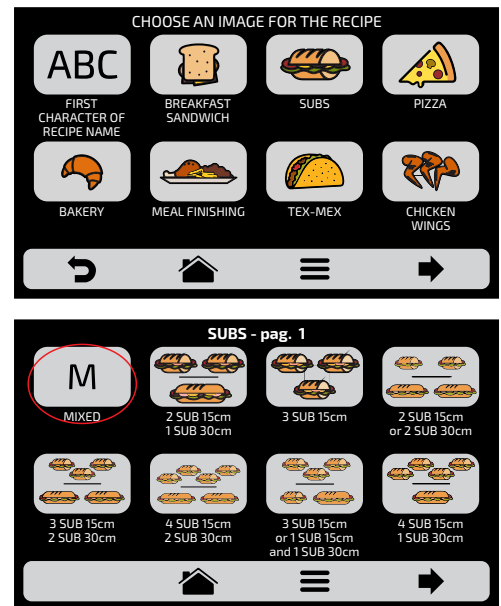 CHOOSE AN IMAGE FOR THE RECIPE
ABC
FIRST
CHARACTER OF
RECIPE NAME
BREAKFAST
SANDWICH
SUBS
PIZZA
BAKERY
MEAL FINISHING
TEX-MEX
CHICKEN
WINGS
SUBS - pag. 1
M
MIXED
2 SUB 15cm
1 SUB 30cm
3 SUB 15cm
2 SUB 15cm
or 2 SUB 30cm
3 SUB 15cm
2 SUB 30cm
4 SUB 15cm
2 SUB 30cm
3 SUB 15cm
or 1 SUB 15cm
and 1 SUB 30cm
4 SUB 15cm
1 SUB 30cm